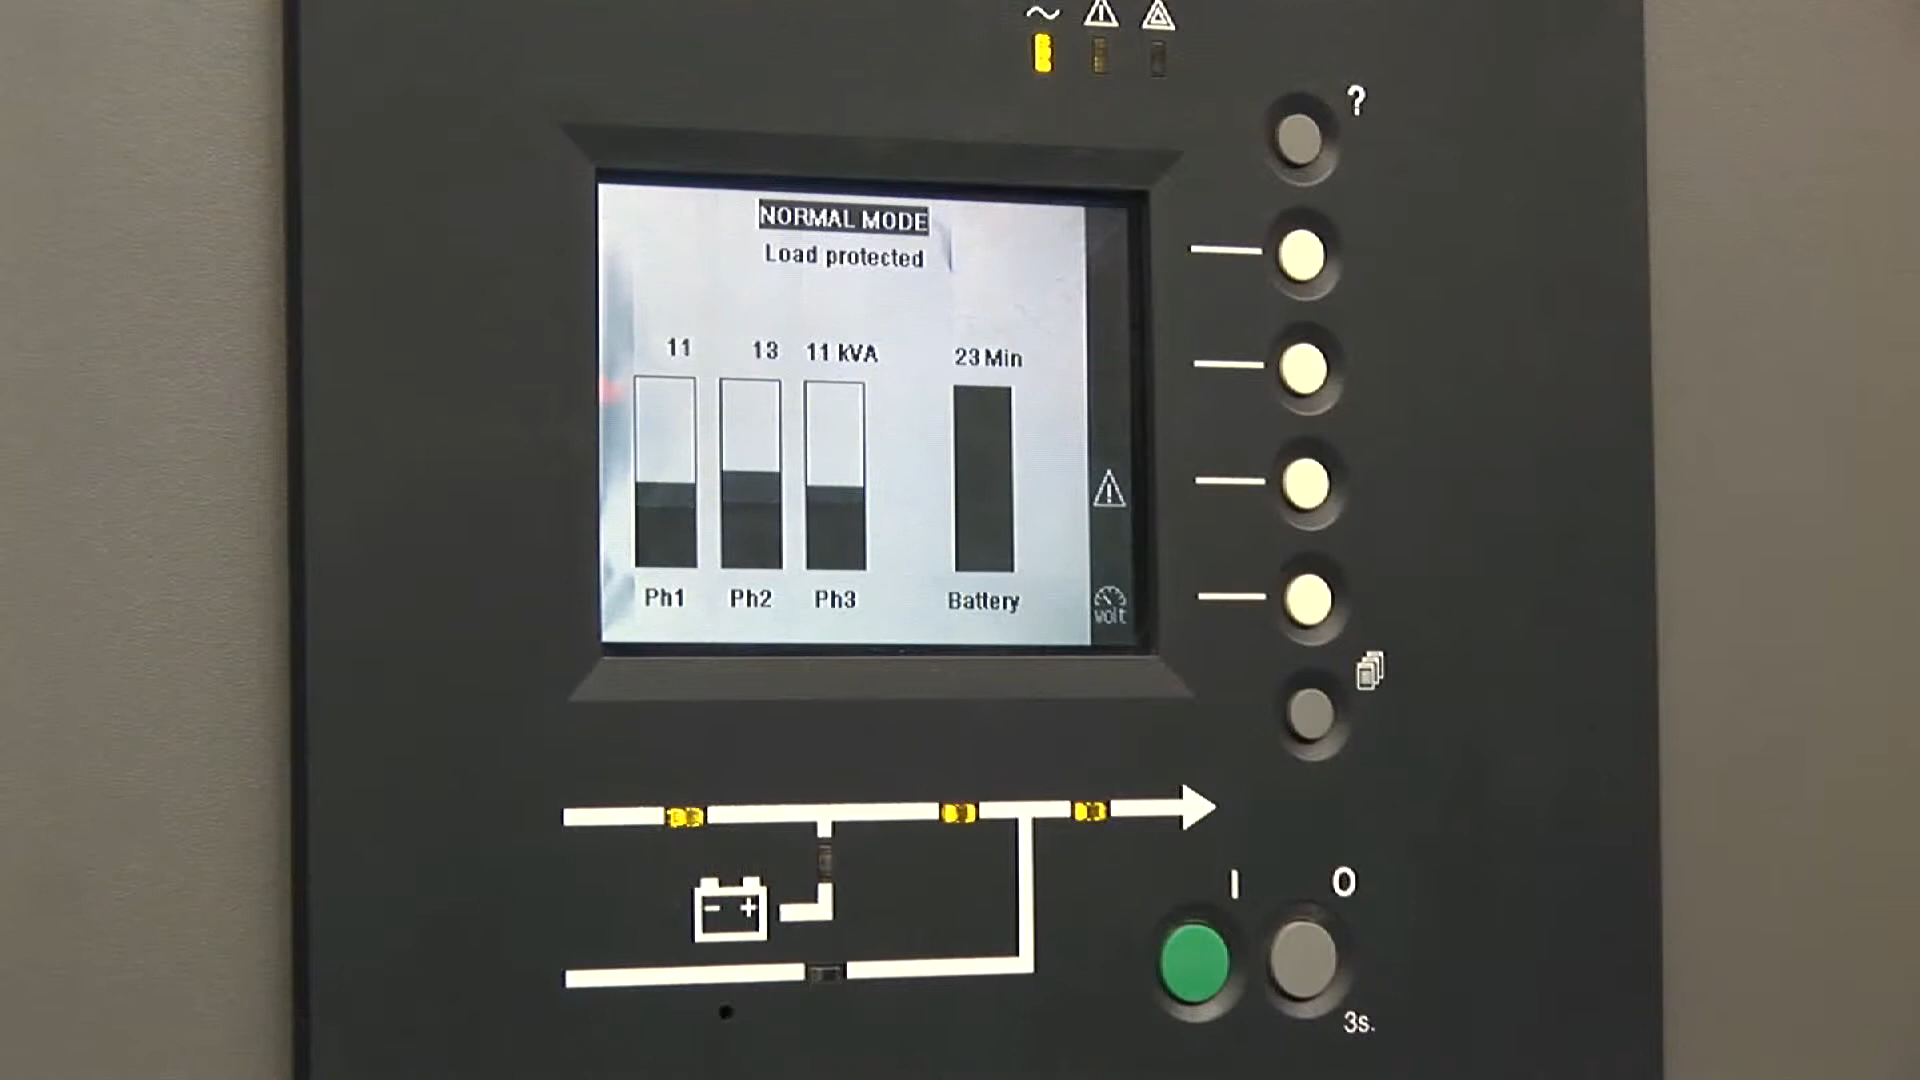 ?
NORMAL MODE
Load protected
11 13 11 kVA 23 Min
Ph1 Ph2 Ph3 Battery
volt
- +
I O
3s.